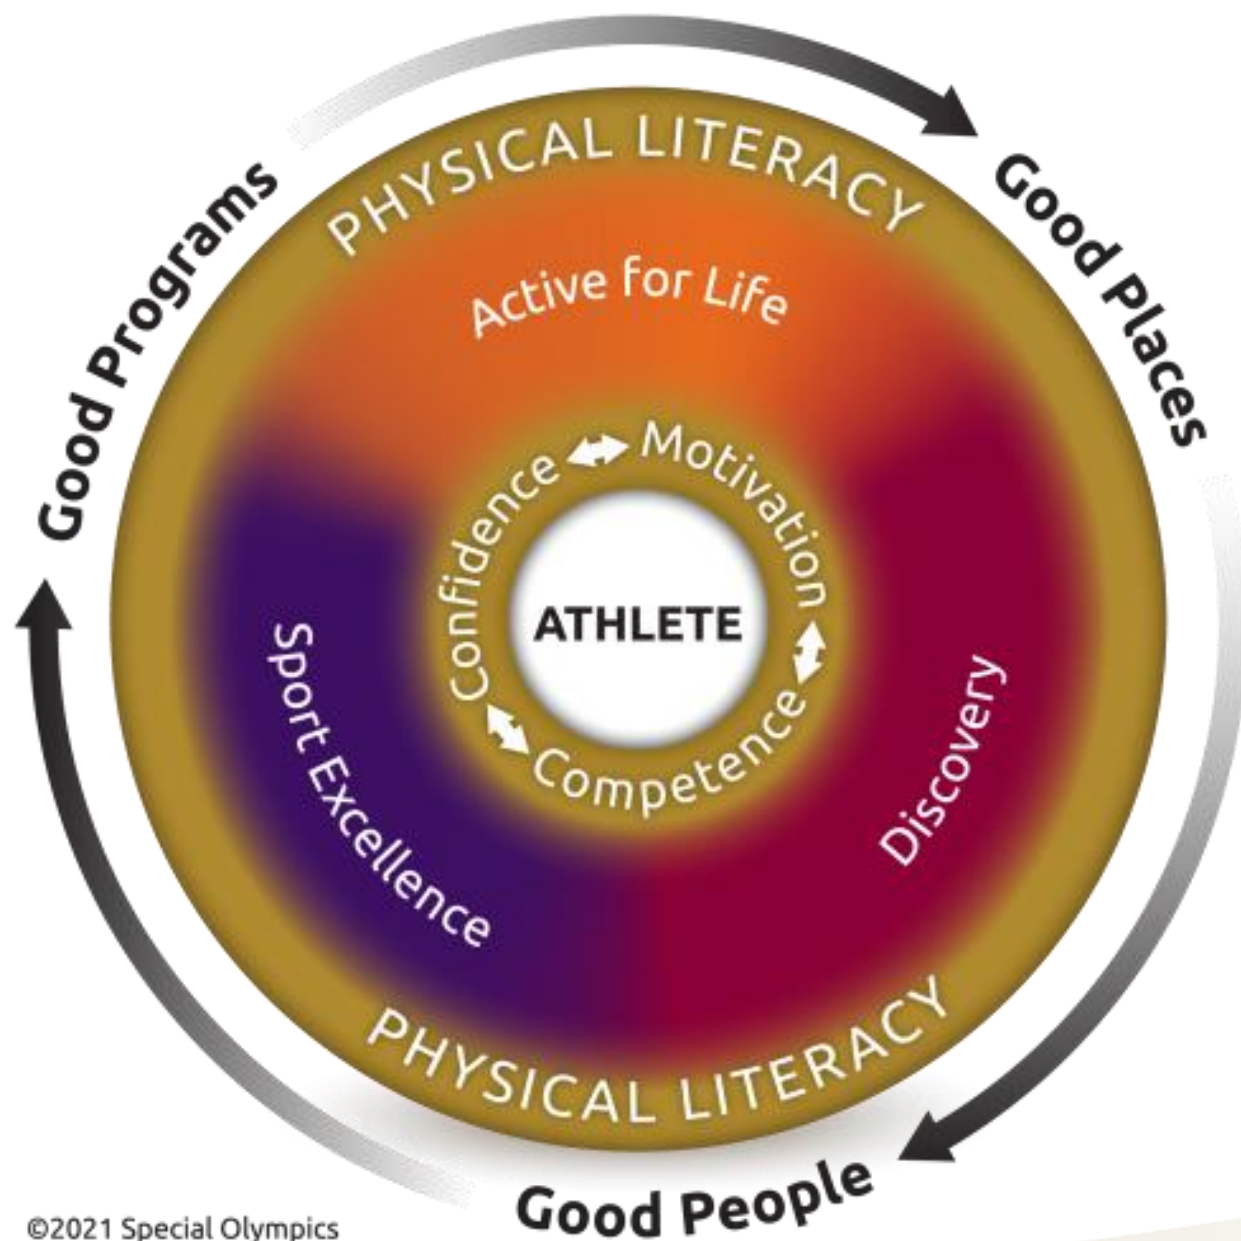 Good Programs
Good Places
PHYSICAL LITERACY
Active for Life
Confidence
Motivation
ATHLETE
Competence
Sport Excellence
Discovery
PHYSICAL LITERACY
Good People
©2021 Special Olympics